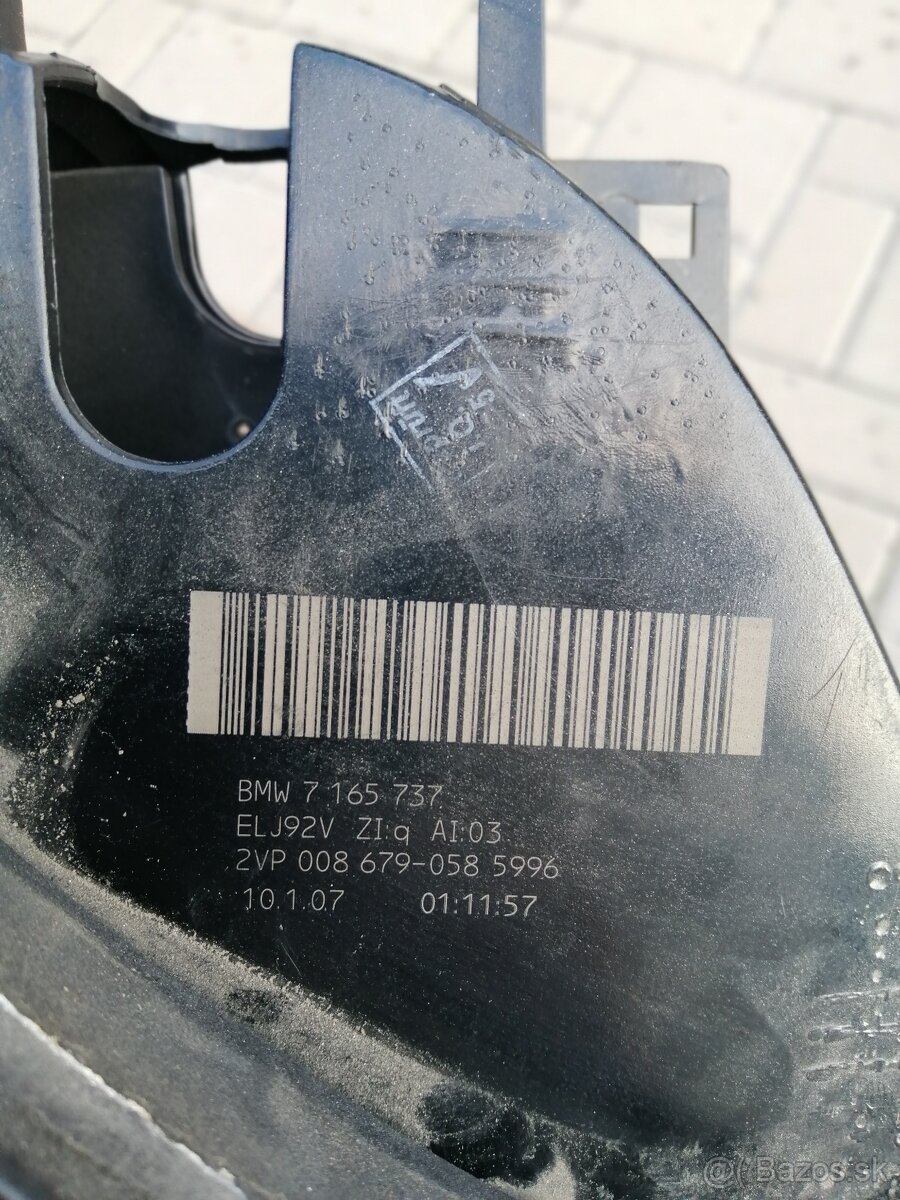 BMW 7 165 737
ELJ92V ZI:q AI:03
2VP 008 679-058 5996
10.1.07 01:11:57
@ Bazos.sk